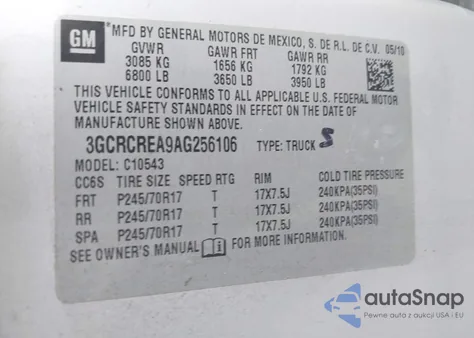 GM
*MFD BY GENERAL MOTORS DE MEXICO, S. DE R.L. DE C.V. 05/10
GVWR GAWR FRT GAWR RR
3085 KG 1656 KG 1792 KG
6800 LB 3650 LB 3950 LB
THIS VEHICLE CONFORMS TO ALL APPLICABLE U.S. FEDERAL MOTOR
VEHICLE SAFETY STANDARDS IN EFFECT ON THE DATE OF
MANUFACTURE SHOWN ABOVE.
3GCRCREA9AG256106 TYPE: TRUCK S
MODEL: C10543
CC6S TIRE SIZE SPEED RTG RIM COLD TIRE PRESSURE
FRT P245/70R17 T 17X7.5J 240KPA(35PSI)
RR P245/70R17 T 17X7.5J 240KPA(35PSI)
SPA P245/70R17 T 17X7.5J 240KPA(35PSI)
SEE OWNER'S MANUAL i FOR MORE INFORMATION.
autoSnap
Pewne auta z aukcji USA i EU